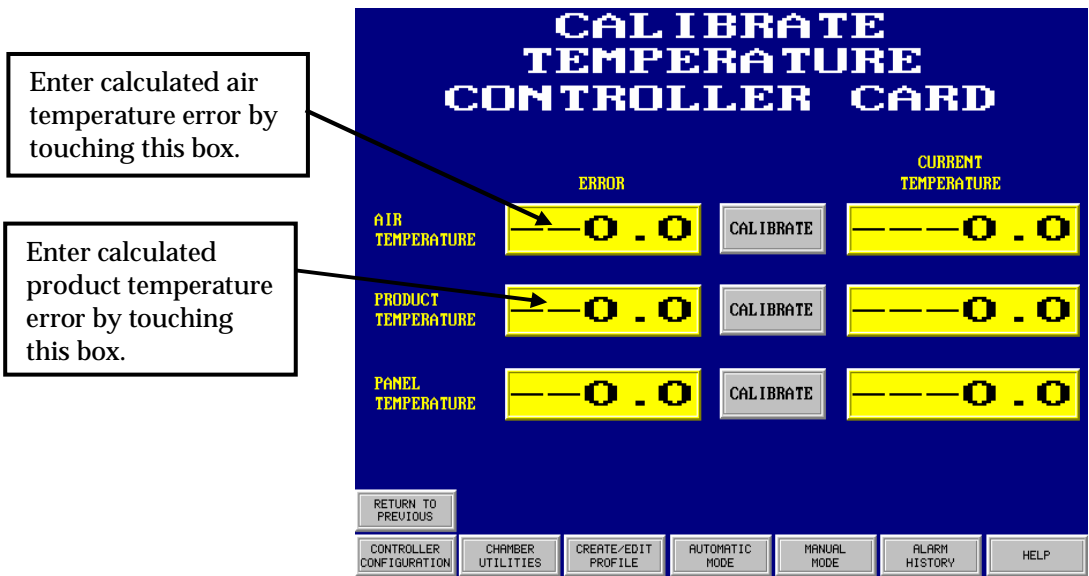 CALIBRATE
TEMPERATURE
CONTROLLER CARD
Enter calculated air
temperature error by
touching this box.
ERROR
CURRENT
TEMPERATURE
AIR
TEMPERATURE
--0.0
CALIBRATE
---0.0
Enter calculated
product temperature
error by touching
this box.
PRODUCT
TEMPERATURE
--0.0
CALIBRATE
---0.0
PANEL
TEMPERATURE
--0.0
CALIBRATE
---0.0
RETURN TO
PREVIOUS
CONTROLLER
CONFIGURATION
CHAMBER
UTILITIES
CREATE/EDIT
PROFILE
AUTOMATIC
MODE
MANUAL
MODE
ALARM
HISTORY
HELP